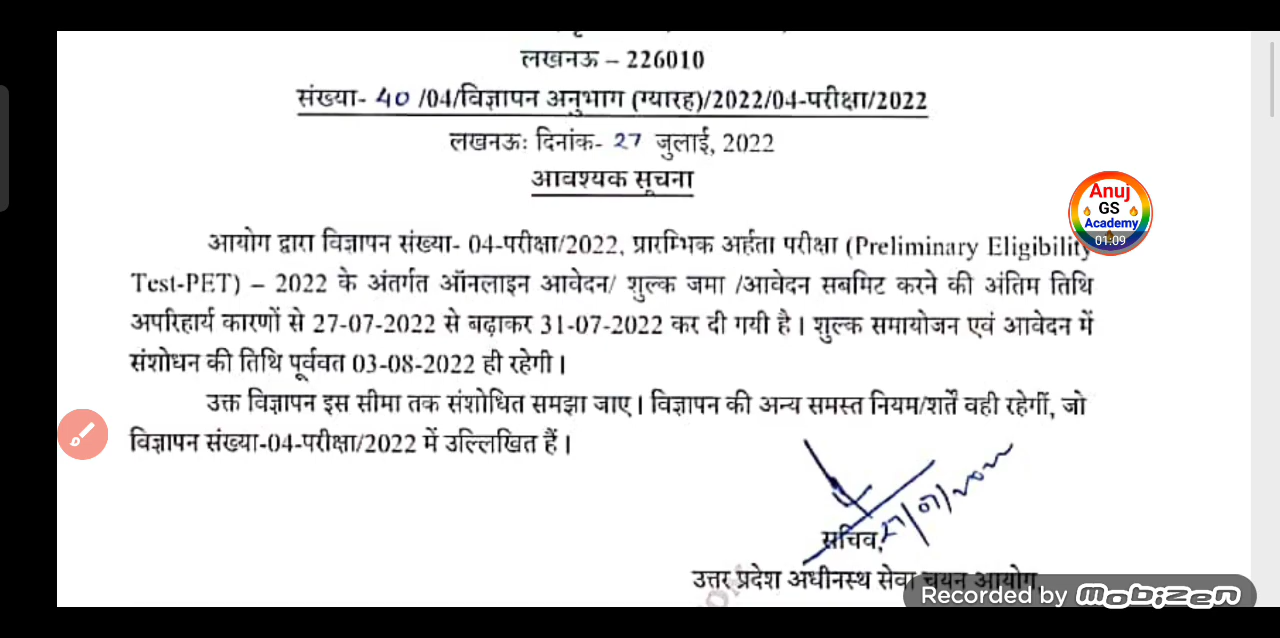 लखनऊ – 226010
संख्या- 40 /04/विज्ञापन अनुभाग (ग्यारह)/2022/04-परीक्षा/2022
लखनऊः दिनांक- 27 जुलाई, 2022
आवश्यक सूचना
Anuj
GS
Academy
01:09
आयोग द्वारा विज्ञापन संख्या- 04-परीक्षा/2022, प्रारम्भिक अर्हता परीक्षा (Preliminary Eligibility
Test-PET) – 2022 के अंतर्गत ऑनलाइन आवेदन/ शुल्क जमा /आवेदन सबमिट करने की अंतिम तिथि
अपरिहार्य कारणों से 27-07-2022 से बढ़ाकर 31-07-2022 कर दी गयी है। शुल्क समायोजन एवं आवेदन में
संशोधन की तिथि पूर्ववत 03-08-2022 ही रहेगी।
उक्त विज्ञापन इस सीमा तक संशोधित समझा जाए। विज्ञापन की अन्य समस्त नियम/शर्तें वही रहेगीं, जो
विज्ञापन संख्या-04-परीक्षा/2022 में उल्लिखित हैं।
27/07/2022
सचिव,
उत्तर प्रदेश अधीनस्थ सेवा चयन आयोग,
Recorded by mobizen